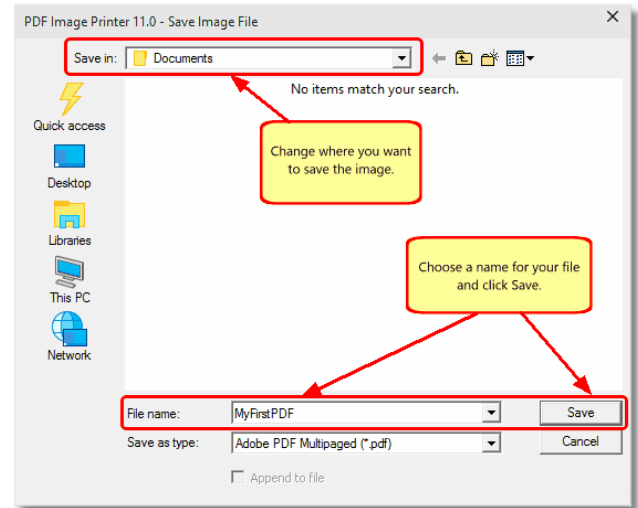 PDF Image Printer 11.0 - Save Image File
Save in: Documents
No items match your search.
Quick access
Change where you want
to save the image.
Desktop
Libraries
Choose a name for your file
and click Save.
This PC
Network
File name: MyFirstPDF Save
Save as type: Adobe PDF Multipaged (*.pdf) Cancel
Append to file